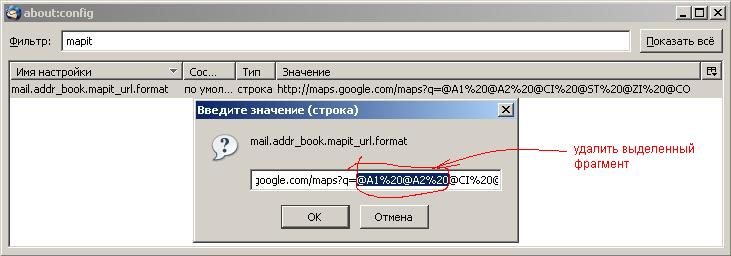 about:config
Фильтр: mapit Показать всё
Имя настройки Сос... Тип Значение
mail.addr_book.mapit_url.format по умол... строка http://maps.google.com/maps?q=@A1%20@A2%20@CI%20@ST%20@ZI%20@CO
Введите значение (строка)
mail.addr_book.mapit_url.format
google.com/maps?q=@A1%20@A2%20@CI%20@
OK Отмена
удалить выделенный
фрагмент